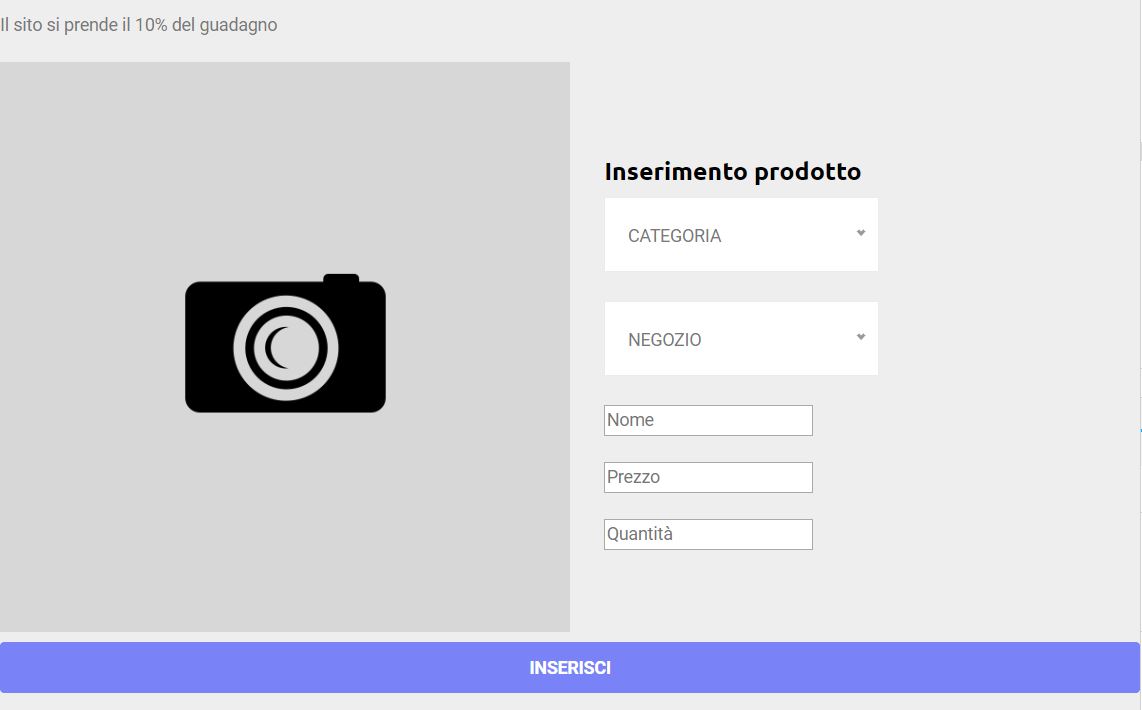 Il sito si prende il 10% del guadagno
Inserimento prodotto
CATEGORIA
NEGOZIO
Nome
Prezzo
Quantità
INSERISCI